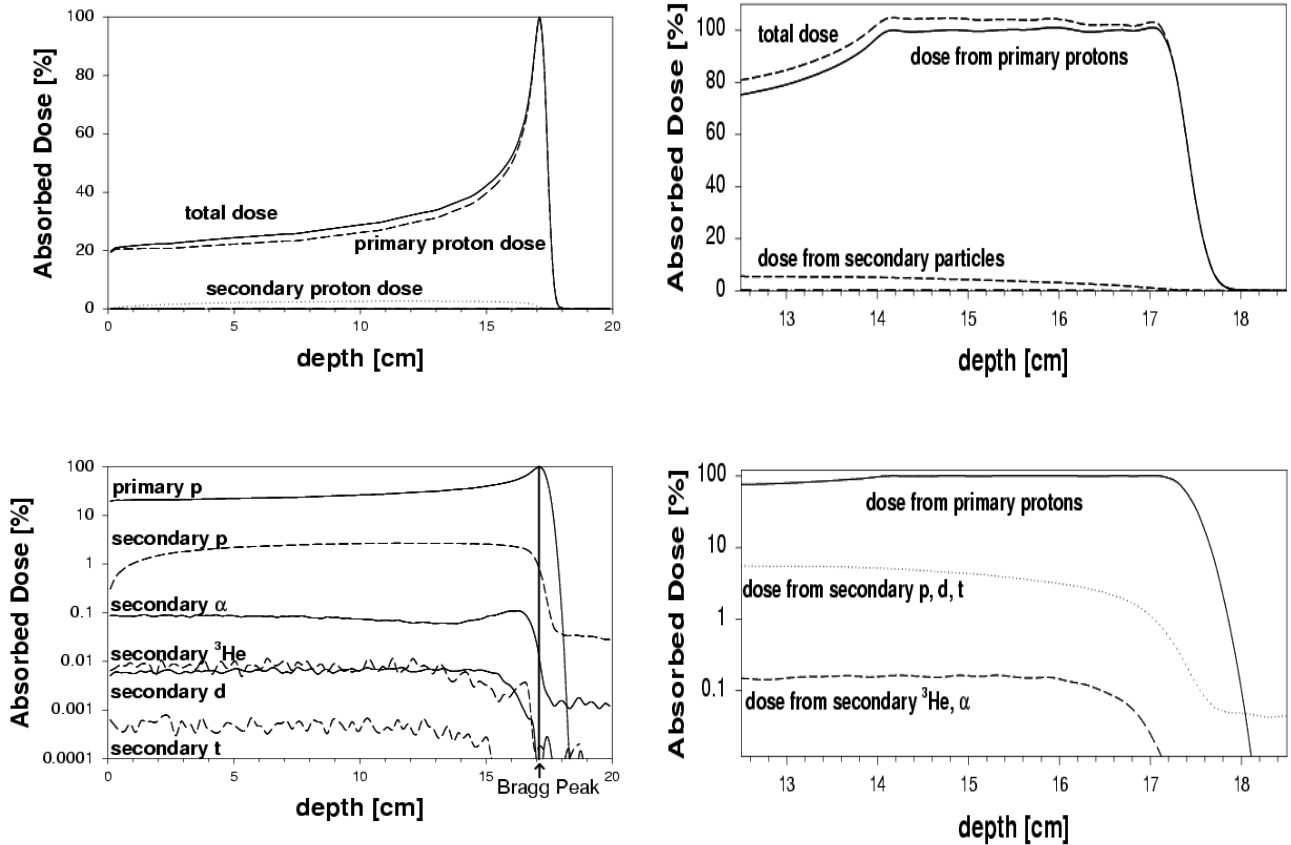 Absorbed Dose [%]
100
80
60
40
20
0
total dose
primary proton dose
secondary proton dose
0
5
10
15
20
depth [cm]
Absorbed Dose [%]
100
80
60
40
20
0
total dose
dose from primary protons
dose from secondary particles
13
14
15
16
17
18
depth [cm]
Absorbed Dose [%]
100
10
1
0.1
0.01
0.001
0.0001
primary p
secondary p
secondary α
secondary ³He
secondary d
secondary t
0
5
10
15
20
Bragg Peak
depth [cm]
Absorbed Dose [%]
100
10
1
0.1
dose from primary protons
dose from secondary p, d, t
dose from secondary ³He, α
13
14
15
16
17
18
depth [cm]